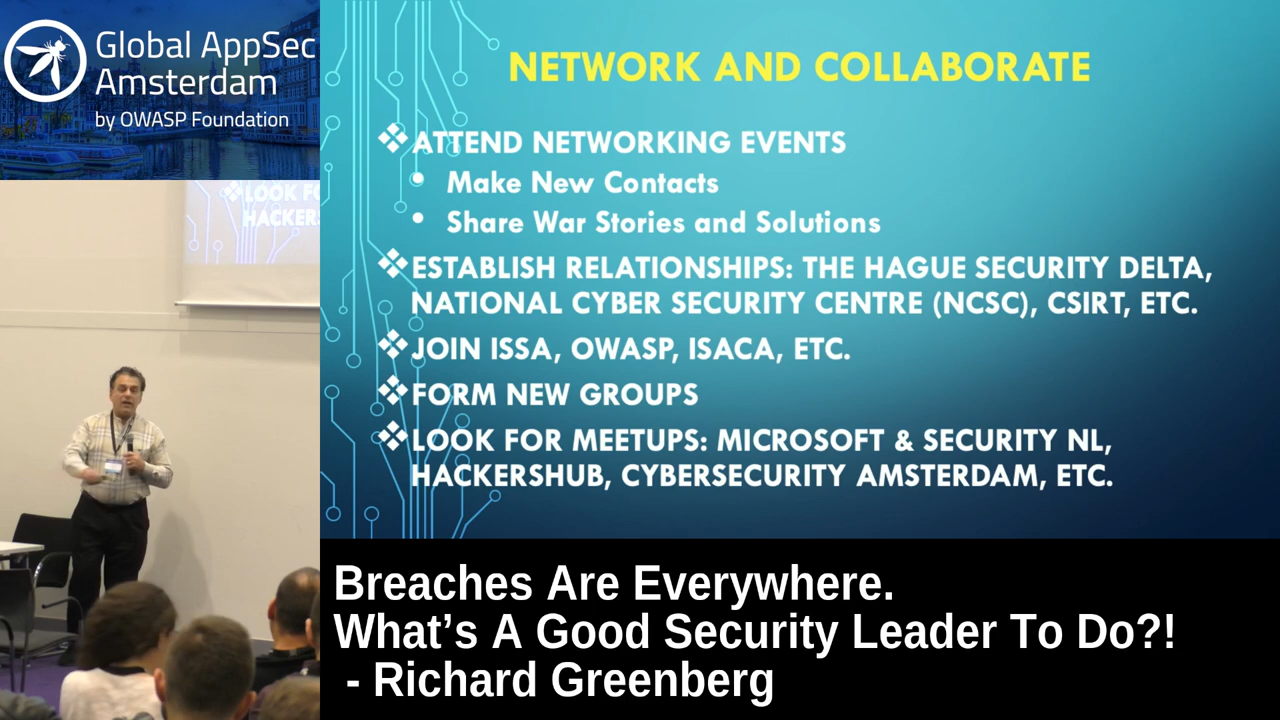 Global AppSec
Amsterdam
by OWASP Foundation
LOOK FO
HACKERS
NETWORK AND COLLABORATE
❖ATTEND NETWORKING EVENTS
• Make New Contacts
• Share War Stories and Solutions
❖ESTABLISH RELATIONSHIPS: THE HAGUE SECURITY DELTA,
NATIONAL CYBER SECURITY CENTRE (NCSC), CSIRT, ETC.
❖JOIN ISSA, OWASP, ISACA, ETC.
❖FORM NEW GROUPS
❖LOOK FOR MEETUPS: MICROSOFT & SECURITY NL,
HACKERSHUB, CYBERSECURITY AMSTERDAM, ETC.
Breaches Are Everywhere.
What’s A Good Security Leader To Do?!
- Richard Greenberg